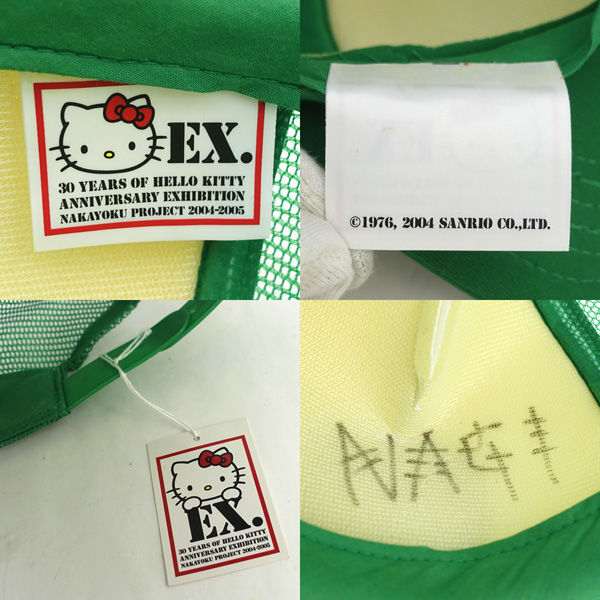 EX.
30 YEARS OF HELLO KITTY
ANNIVERSARY EXHIBITION
NAKAYOKU PROJECT 2004-2005
©1976, 2004 SANRIO CO.,LTD.
EX.
30 YEARS OF HELLO KITTY
ANNIVERSARY EXHIBITION
NAKAYOKU PROJECT 2004-2005